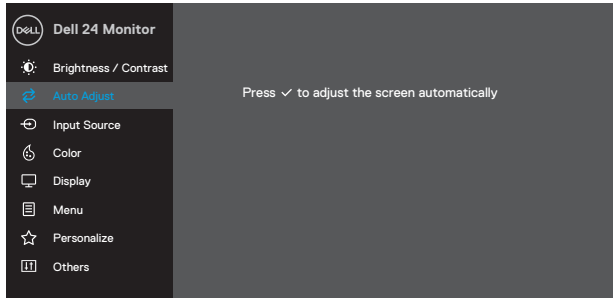 DELL Dell 24 Monitor
Brightness / Contrast
Auto Adjust
Press ✓ to adjust the screen automatically
Input Source
Color
Display
Menu
Personalize
Others